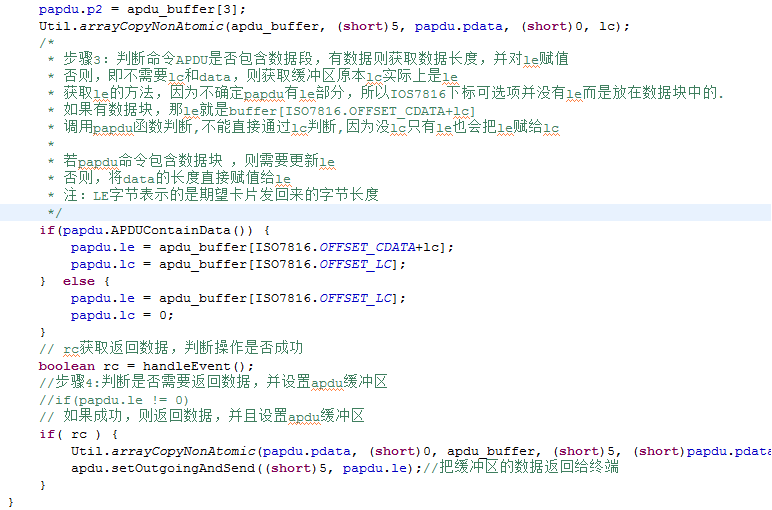 papdu.p2 = apdu_buffer[3];
Util.arrayCopyNonAtomic(apdu_buffer, (short)5, papdu.pdata, (short)0, lc);
/*
* 步骤3：判断命令APDU是否包含数据段，有数据则获取数据长度，并对le赋值
* 否则，即不需要lc和data，则获取缓冲区原本lc实际上是le
* 获取le的方法，因为不确定papdu有le部分，所以IOS7816下标可选项并没有le而是放在数据块中的.
* 如果有数据块，那le就是buffer[ISO7816.OFFSET_CDATA+lc]
* 调用papdu函数判断,不能直接通过lc判断,因为没lc只有le也会把le赋给lc
*
* 若papdu命令包含数据块 ，则需要更新le
* 否则，将data的长度直接赋值给le
* 注：LE字节表示的是期望卡片发回来的字节长度
*/
if(papdu.APDUContainData()) {
papdu.le = apdu_buffer[ISO7816.OFFSET_CDATA+lc];
papdu.lc = apdu_buffer[ISO7816.OFFSET_LC];
} else {
papdu.le = apdu_buffer[ISO7816.OFFSET_LC];
papdu.lc = 0;
}
// rc获取返回数据，判断操作是否成功
boolean rc = handleEvent();
//步骤4:判断是否需要返回数据，并设置apdu缓冲区
//if(papdu.le != 0)
// 如果成功，则返回数据，并且设置apdu缓冲区
if( rc ) {
Util.arrayCopyNonAtomic(papdu.pdata, (short)0, apdu_buffer, (short)5, (short)papdu.pdata
apdu.setOutgoingAndSend((short)5, papdu.le);//把缓冲区的数据返回给终端
}
}